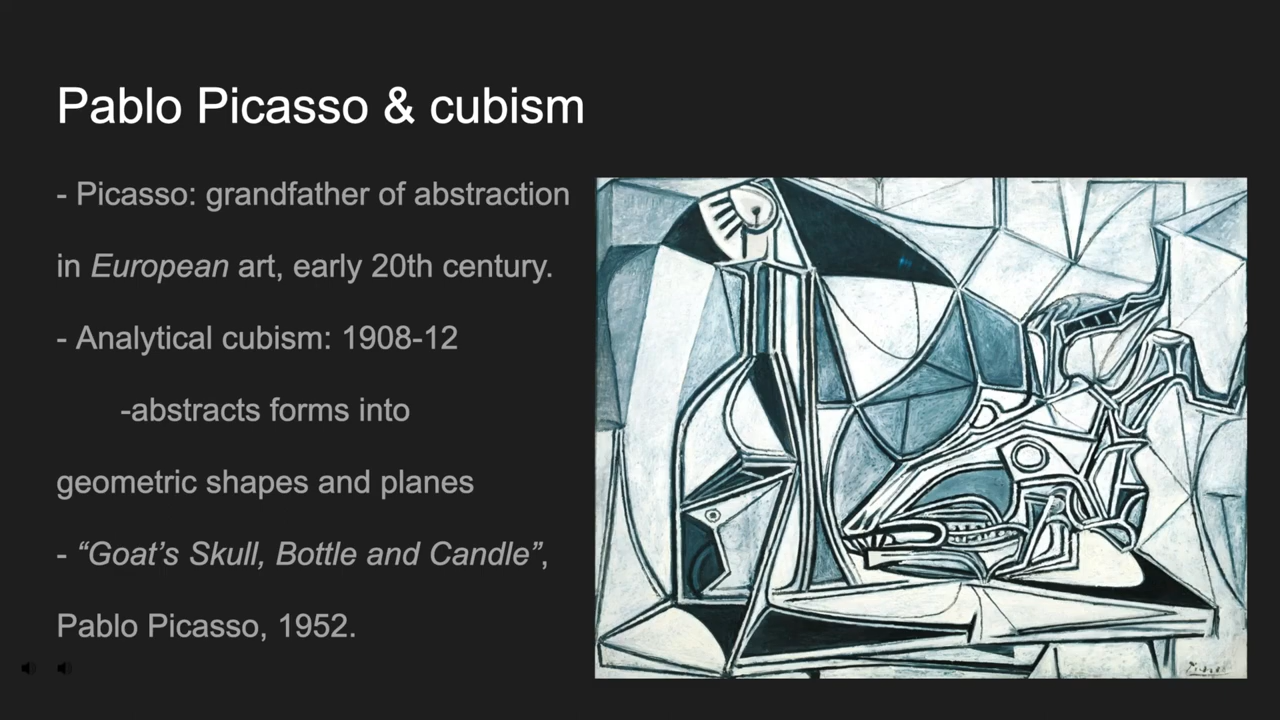 Pablo Picasso & cubism
- Picasso: grandfather of abstraction
in European art, early 20th century.
- Analytical cubism: 1908-12
-abstracts forms into
geometric shapes and planes
- “Goat’s Skull, Bottle and Candle”,
Pablo Picasso, 1952.